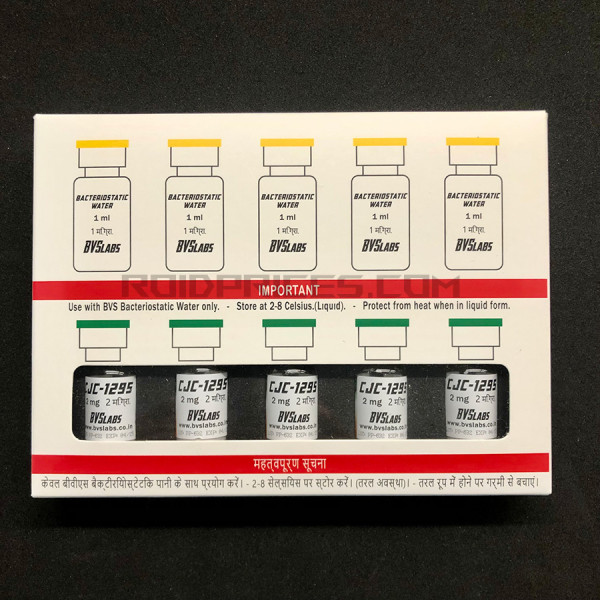 BACTERIOSTATIC WATER BACTERIOSTATIC WATER BACTERIOSTATIC WATER BACTERIOSTATIC WATER BACTERIOSTATIC WATER
1 ml 1 ml 1 ml 1 ml 1 ml
1 मिग्रा. 1 मिग्रा. 1 मिग्रा. 1 मिग्रा. 1 मिग्रा.
BVSLABS BVSLABS BVSLABS BVSLABS BVSLABS
ROIDPRICES.COM
IMPORTANT
Use with BVS Bacteriostatic Water only. - Store at 2-8 Celsius.(Liquid). - Protect from heat when in liquid form.
CJC-1295 CJC-1295 CJC-1295 CJC-1295 CJC-1295
2 mg 2 मिग्रा. 2 mg 2 मिग्रा. 2 mg 2 मिग्रा. 2 mg 2 मिग्रा. 2 mg 2 मिग्रा.
BVSLABS BVSLABS BVSLABS BVSLABS BVSLABS
www.bvslabs.co.in www.bvslabs.co.in www.bvslabs.co.in www.bvslabs.co.in www.bvslabs.co.in
महत्वपूरण सूचना
केवल बीवीएस बैक्टीरयिोस्टेटकि पानी के साथ प्रयोग करें। - 2-8 सेल्सयिस पर स्टोर करें। (तरल अवस्था)। - तरल रूप में होने पर गर्मी से बचाएं।